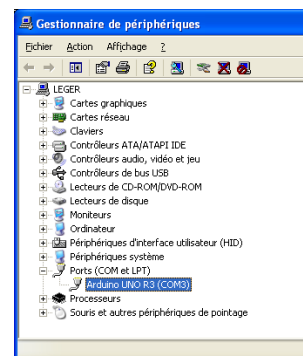 Gestionnaire de périphériques
Fichier Action Affichage ?
LEGER
Cartes graphiques
Cartes réseau
Claviers
Contrôleurs ATA/ATAPI IDE
Contrôleurs audio, vidéo et jeu
Contrôleurs de bus USB
Lecteurs de CD-ROM/DVD-ROM
Lecteurs de disque
Moniteurs
Ordinateur
Périphériques d'interface utilisateur (HID)
Périphériques système
Ports (COM et LPT)
Arduino UNO R3 (COM3)
Processeurs
Souris et autres périphériques de pointage